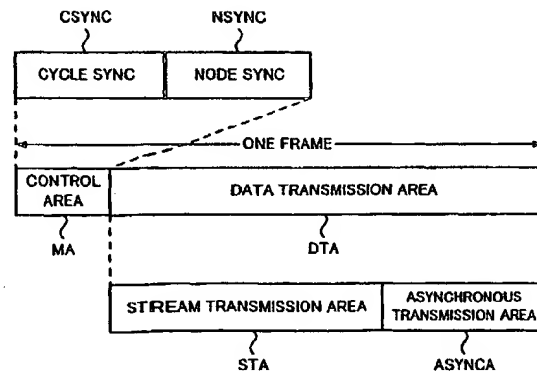 CSYNC NSYNC
CYCLE SYNC NODE SYNC
ONE FRAME
CONTROL
AREA
DATA TRANSMISSION AREA
MA DTA
STREAM TRANSMISSION AREA
ASYNCHRONOUS
TRANSMISSION AREA
STA ASYNCA